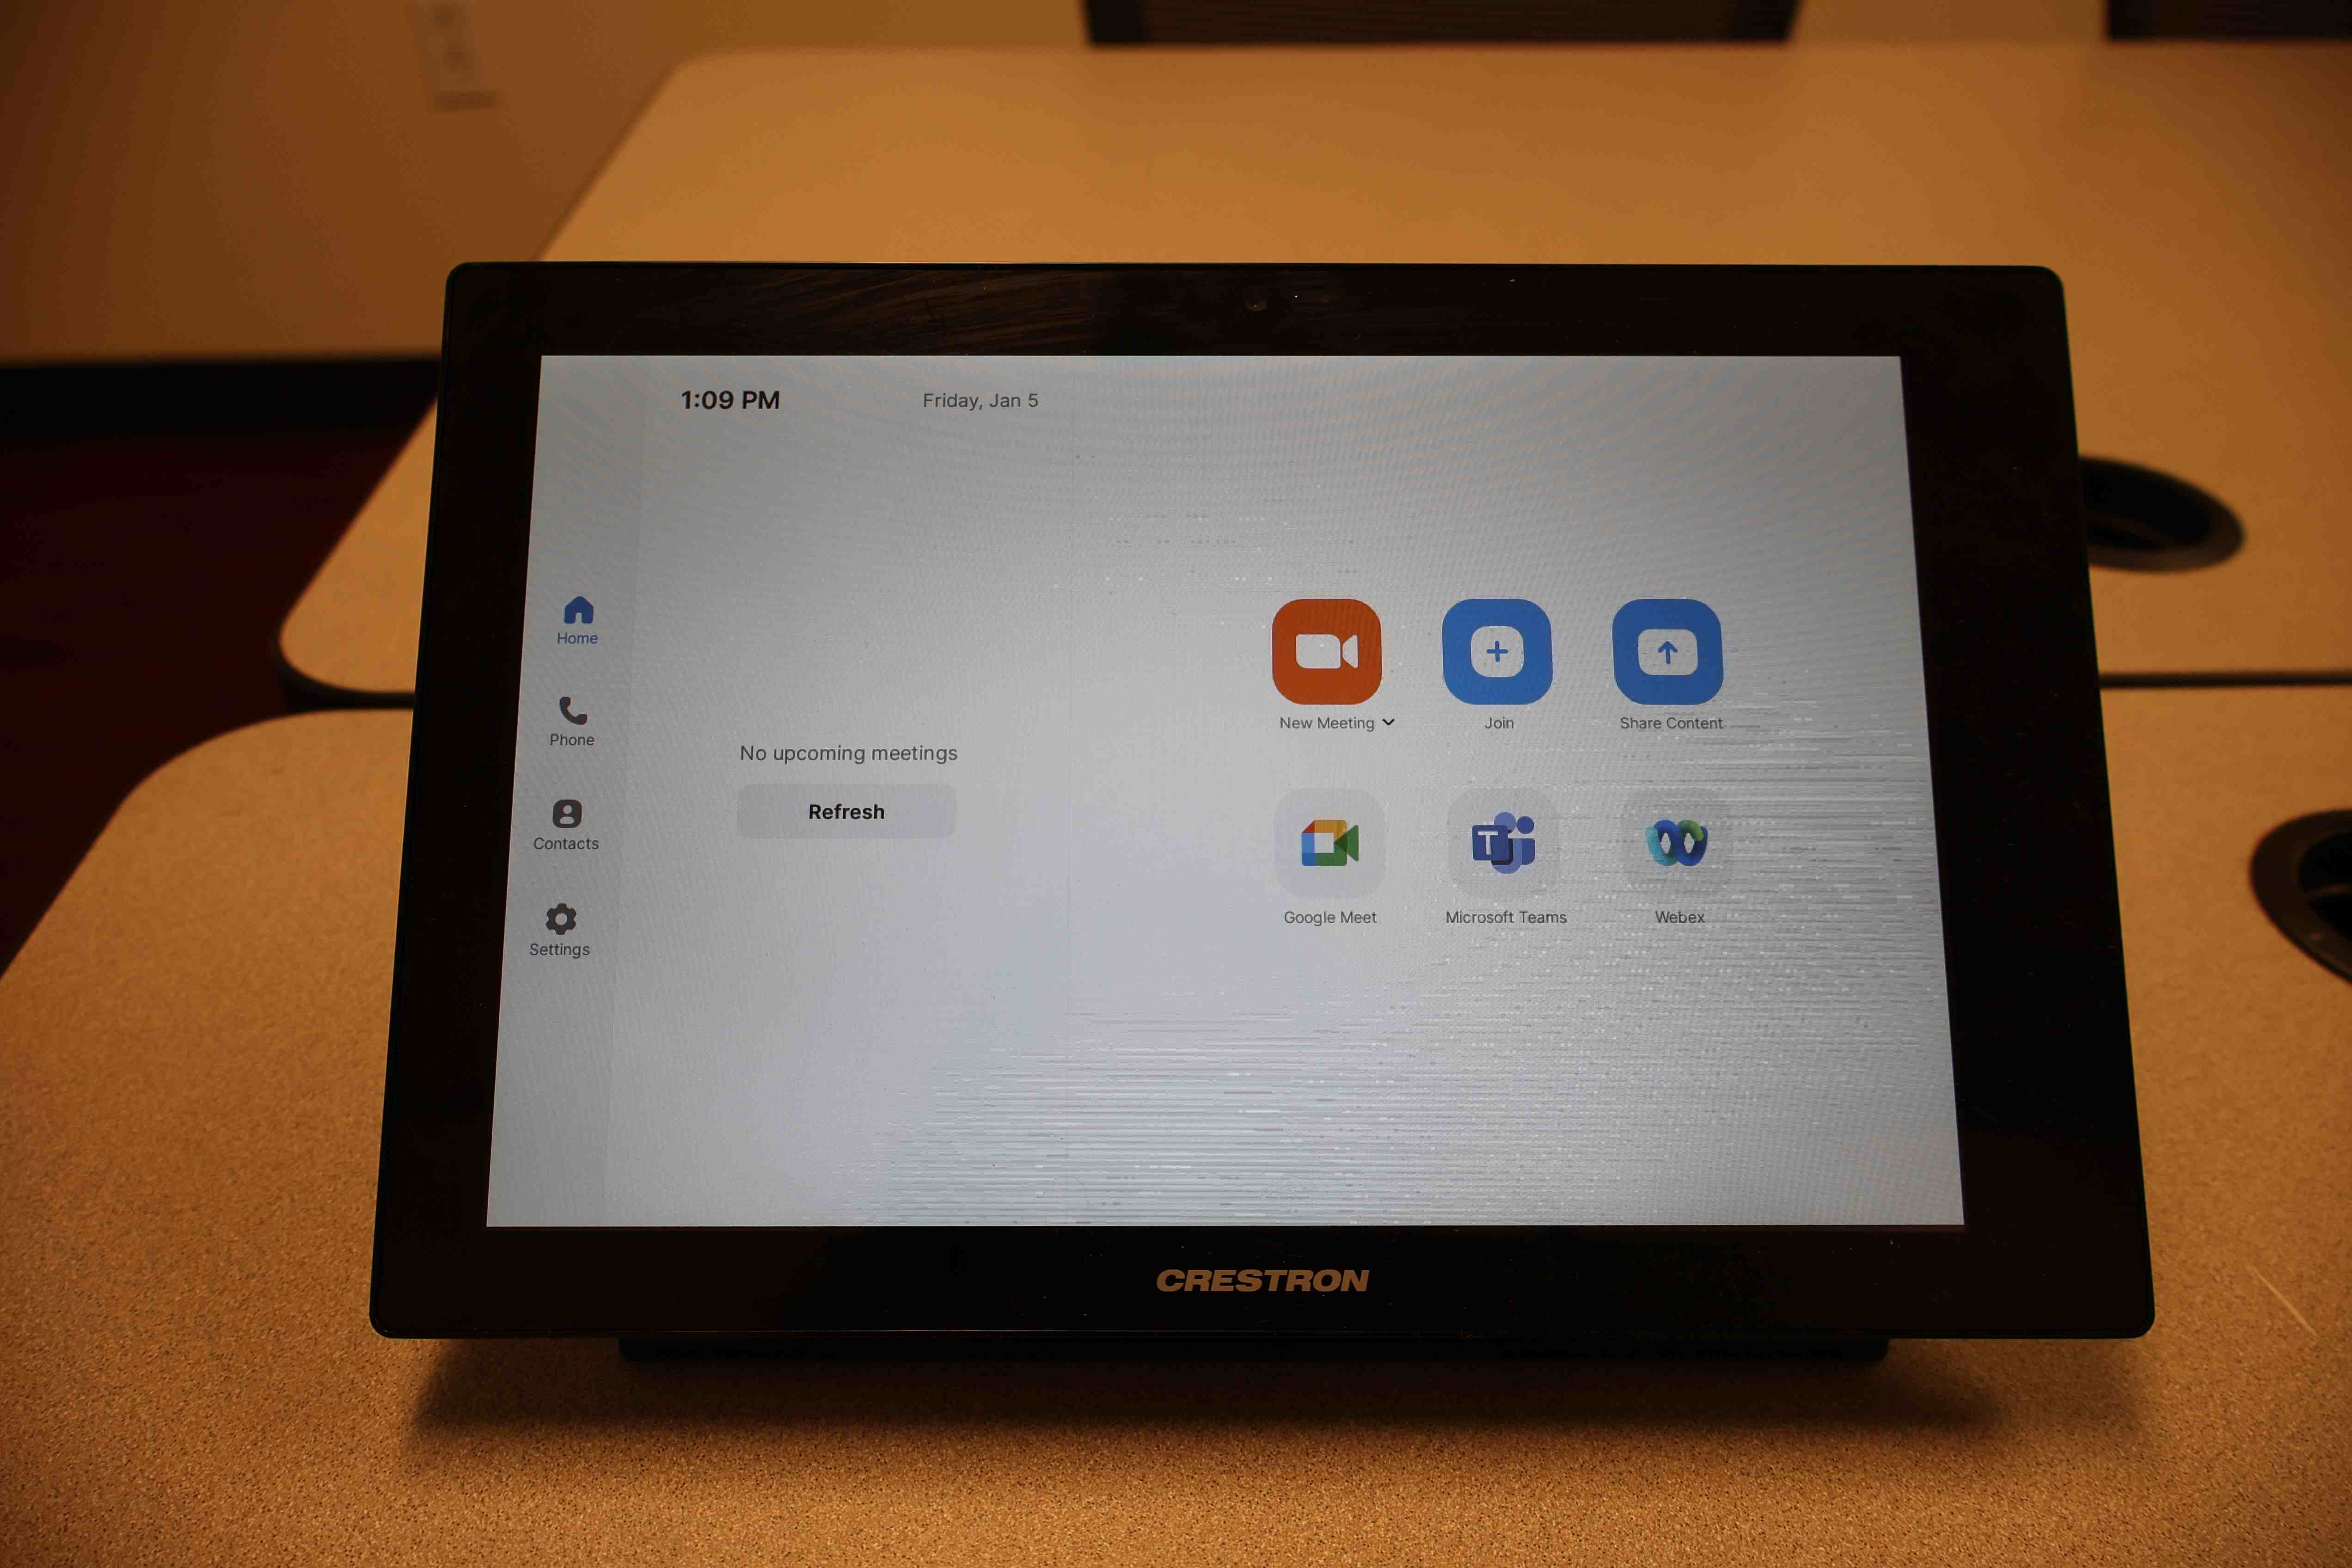 1:09 PM
Friday, Jan 5
Home
Phone
Contacts
Settings
No upcoming meetings
Refresh
New Meeting
Join
Share Content
Google Meet
T
Microsoft Teams
Webex
CRESTRON